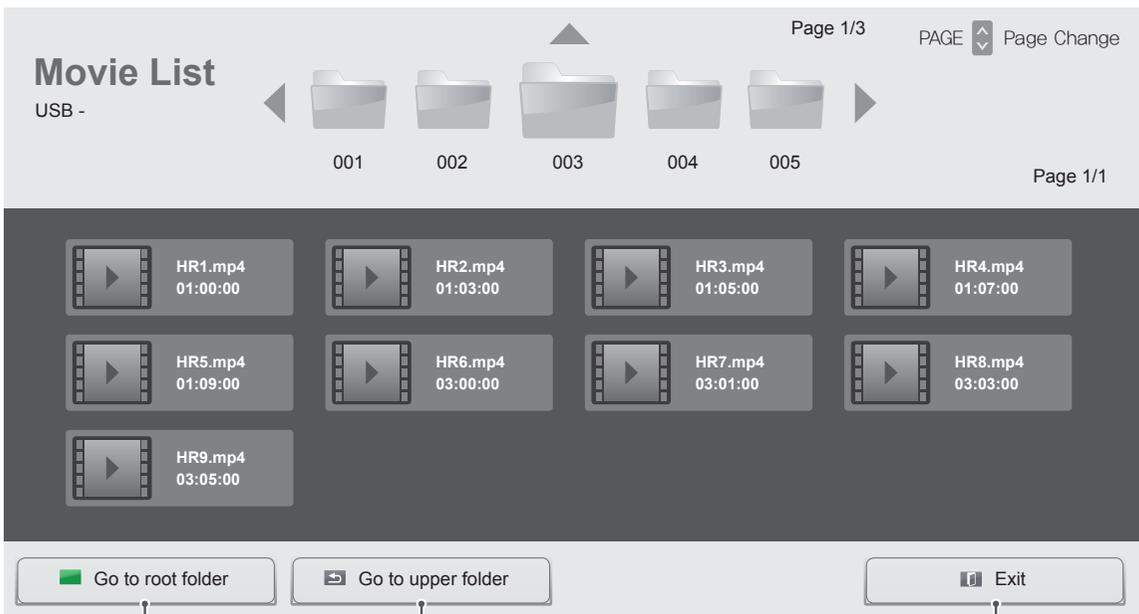 Page 1/3
PAGE Page Change
Movie List
USB -
001 002 003 004 005
Page 1/1
HR1.mp4 HR2.mp4 HR3.mp4 HR4.mp4
01:00:00 01:03:00 01:05:00 01:07:00
HR5.mp4 HR6.mp4 HR7.mp4 HR8.mp4
01:09:00 03:00:00 03:01:00 03:03:00
HR9.mp4
03:05:00
Go to root folder Go to upper folder Exit